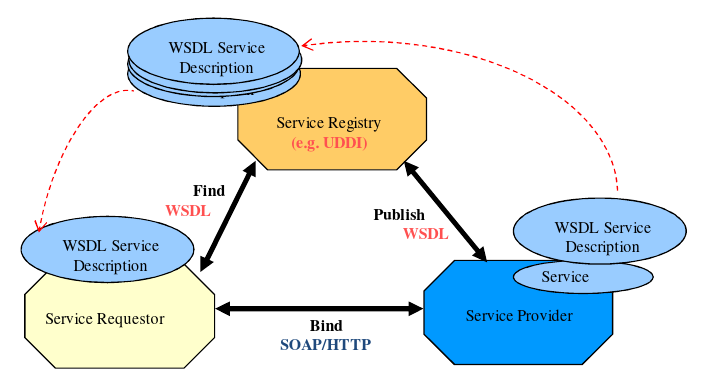 WSDL Service
Description
Service Registry
(e.g. UDDI)
Find
WSDL
Publish
WSDL
WSDL Service
Description
WSDL Service
Description
Service
Service Requestor
Service Provider
Bind
SOAP/HTTP